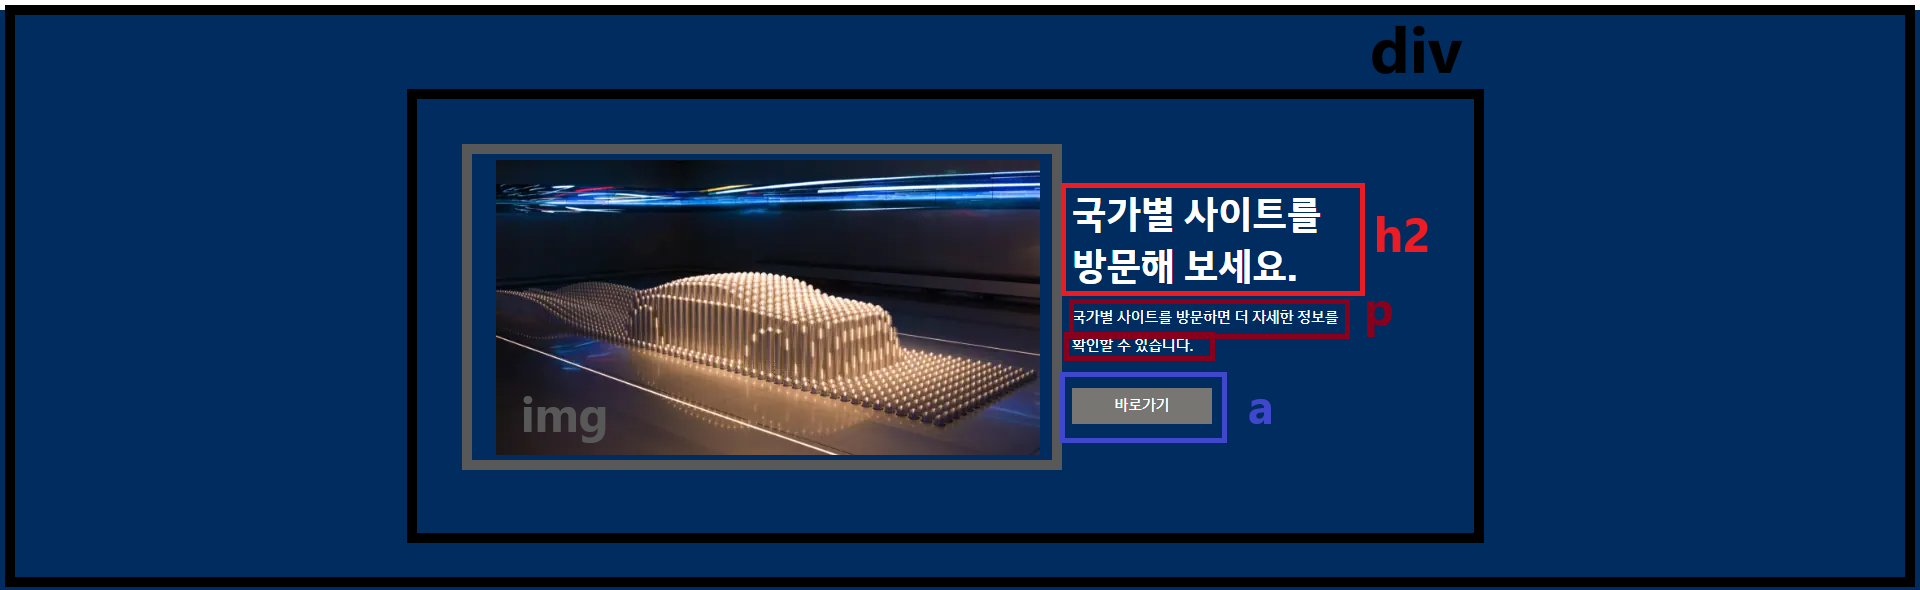 div
국가별 사이트를
방문해 보세요.
h2
국가별 사이트를 방문하면 더 자세한 정보를
확인할 수 있습니다.
p
바로가기
a
img